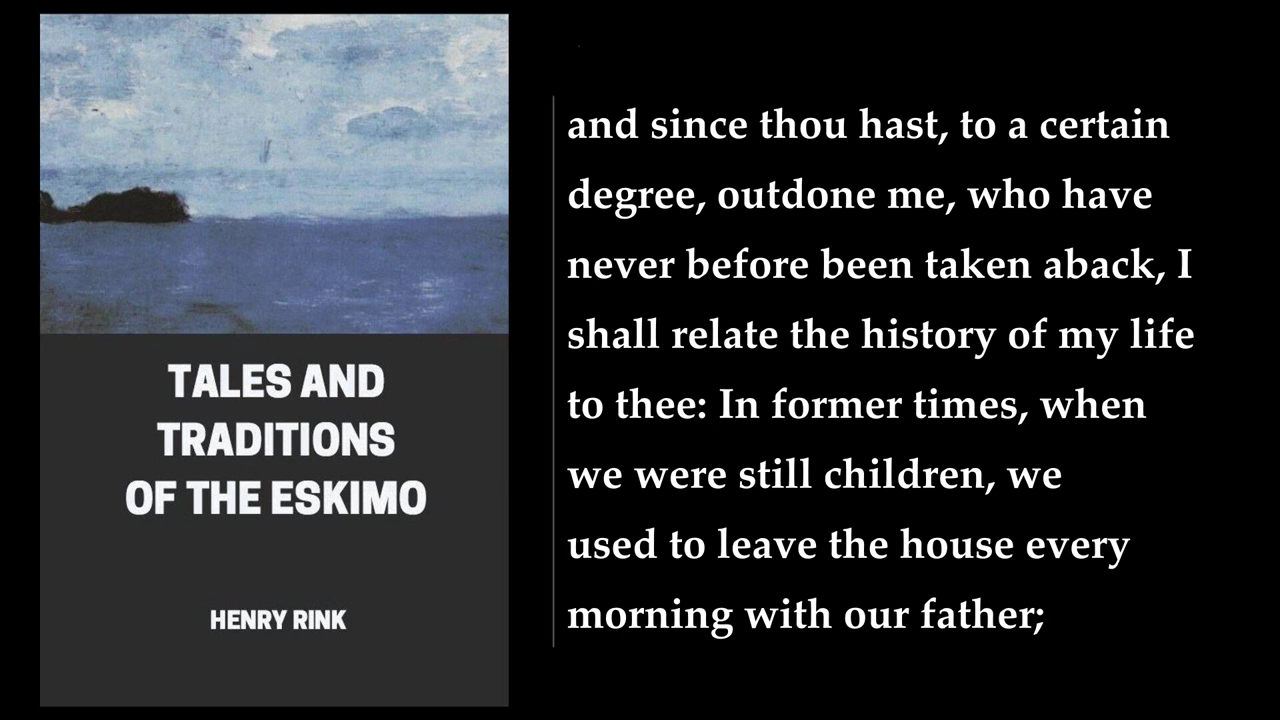 TALES AND
TRADITIONS
OF THE ESKIMO
HENRY RINK
and since thou hast, to a certain
degree, outdone me, who have
never before been taken aback, I
shall relate the history of my life
to thee: In former times, when
we were still children, we
used to leave the house every
morning with our father;